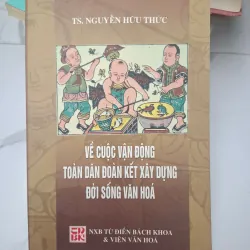 TS. NGUYỄN HỮU THỨC
VỀ CUỘC VẬN ĐỘNG
TOÀN DÂN ĐOÀN KẾT XÂY DỰNG
ĐỜI SỐNG VĂN HOÁ
NXB TỪ ĐIỂN BÁCH KHOA
& VIỆN VĂN HOÁ